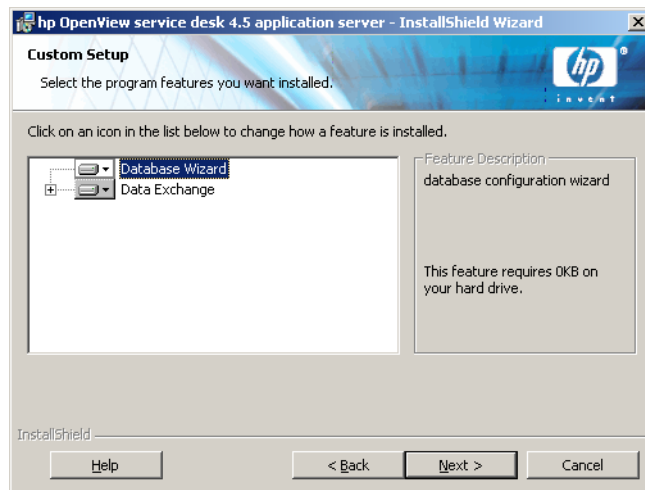 hp OpenView service desk 4.5 application server - InstallShield Wizard
Custom Setup
Select the program features you want installed.
hp
invent
Click on an icon in the list below to change how a feature is installed.
Database Wizard
Data Exchange
Feature Description
database configuration wizard
This feature requires 0KB on
your hard drive.
InstallShield
Help
< Back
Next >
Cancel